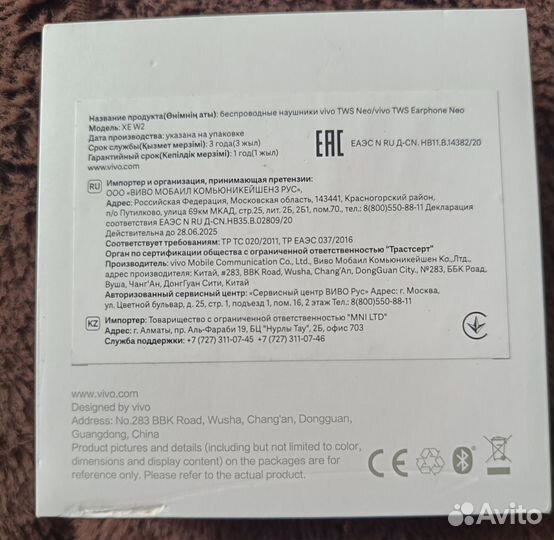 Название продукта(Өнімнің аты): беспроводные наушники vivo TWS Neo/vivo TWS Earphone Neo
Модель: XE W2
Дата производства: указана на упаковке
Срок службы(Қызмет мерзімі): 3 года(3 жыл)
Гарантийный срок(Кепілдік мерзімі): 1 год(1 жыл)
www.vivo.com
EAC
ЕАЭС N RU Д-CN. НВ11.В.14382/20
RU
Импортер и организация, принимающая претензии:
ООО «ВИВО МОБАИЛ КОМЬЮНИКЕЙШЕНЗ РУС»,
Адрес: Российская Федерация, Московская область, 143441, Красногорский район,
п/о Путилково, улица 69км МКАД, стр.25, лит. 2Б, 2Б1, пом.70., тел.: 8(800)550-88-11 Декларация
соответствия ЕАЭС N RU Д-CN.НВ35.В.02809/20
Действительна до 28.06.2025
Соответствуют требованиям: ТР ТС 020/2011, ТР ЕАЭС 037/2016
Орган по сертификации общества с ограниченной ответственностью "Трастсерт"
Производитель: vivo Mobile Communication Co., Ltd., Виво Мобаил Комьюникейшен Ко.,Лтд.,
адрес производителя: Китай, #283, BBK Road, Wusha, Chang'An, DongGuan City, №283, ББК Роад,
Вуша, Чанг'Ан, ДонгГуан Сити, Китай
Авторизованный сервисный центр: «Сервисный центр ВИВО Рус» Адрес: г. Москва,
ул. Цветной бульвар, д. 25, стр. 1, подъезд 1, пом. 16, 2 этаж Тел.: 8(800)550-88-11
KZ
Импортер: Товарищество с ограниченной ответственностью "MNI LTD"
Адрес: г. Алматы, пр. Аль-Фараби 19, БЦ "Нурлы Тау", 2Б, офис 703
Служба поддержки: +7 (727) 311-07-45 +7 (727) 311-07-46
www.vivo.com
Designed by vivo
Address: No.283 BBK Road, Wusha, Chang'an, Dongguan,
Guangdong, China
Product pictures and details (including but not limited to color,
dimensions and display details) on the packages are for
reference only. Please refer to the actual product.
CE
Avito